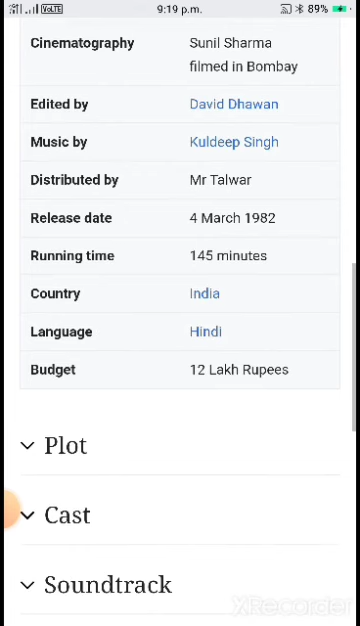 VoLTE 9:19 p.m. 89%
Cinematography Sunil Sharma
filmed in Bombay
Edited by David Dhawan
Music by Kuldeep Singh
Distributed by Mr Talwar
Release date 4 March 1982
Running time 145 minutes
Country India
Language Hindi
Budget 12 Lakh Rupees
Plot
Cast
Soundtrack
XRecorder